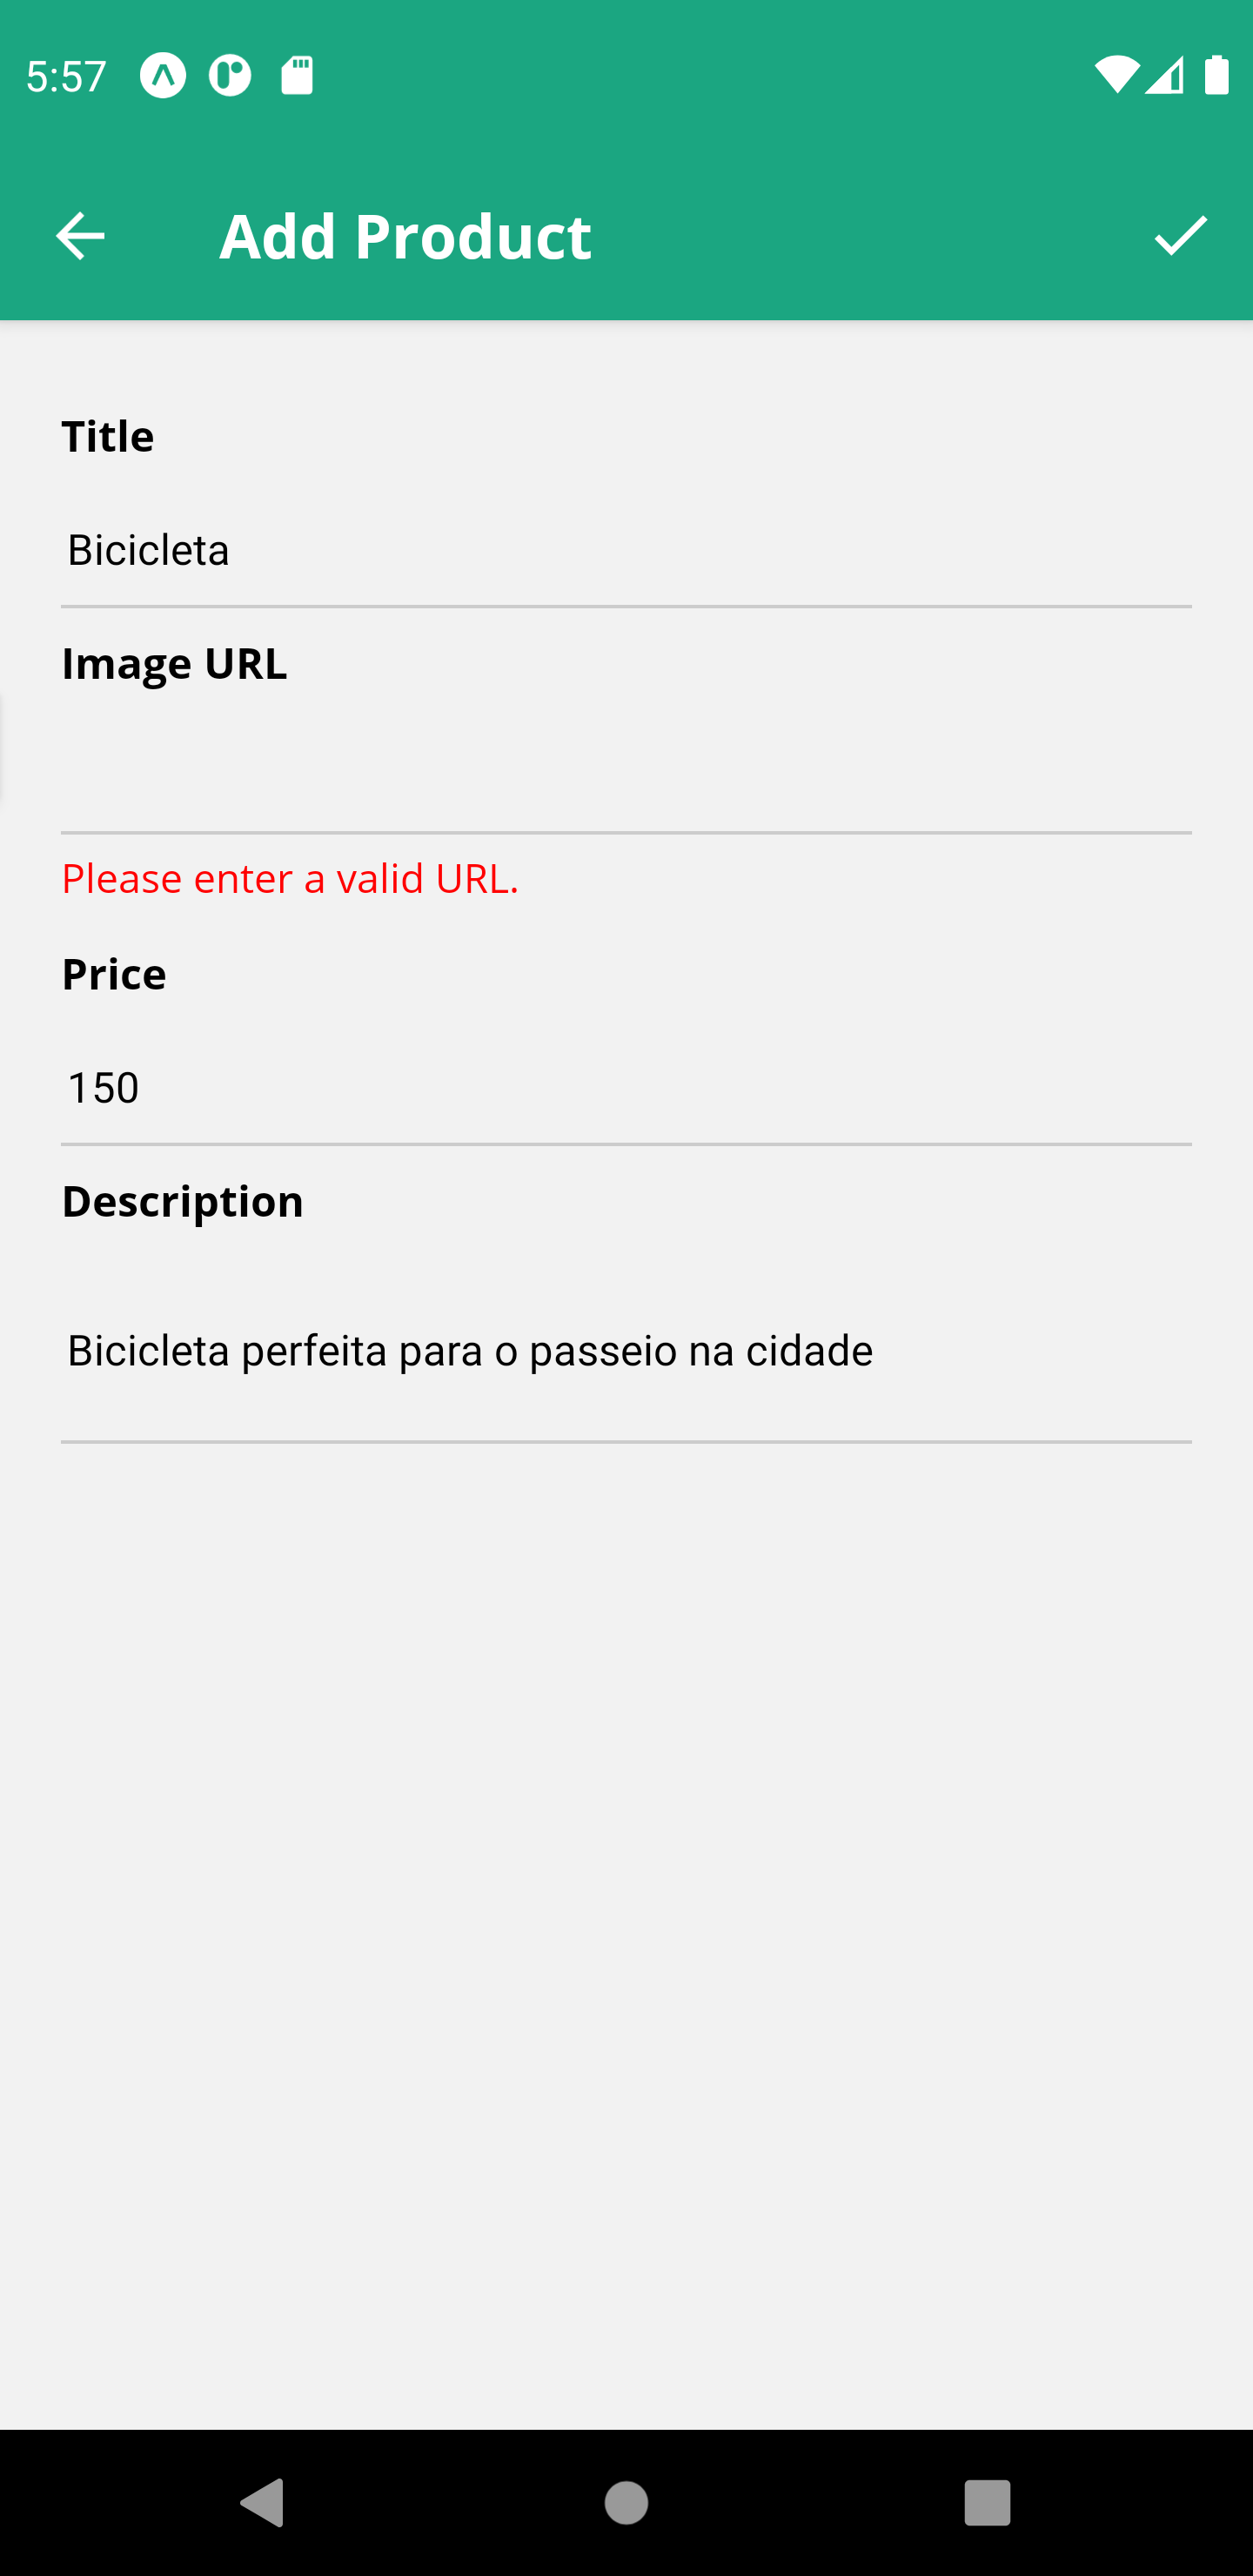 5:57
Add Product
Title
Bicicleta
Image URL
Please enter a valid URL.
Price
150
Description
Bicicleta perfeita para o passeio na cidade